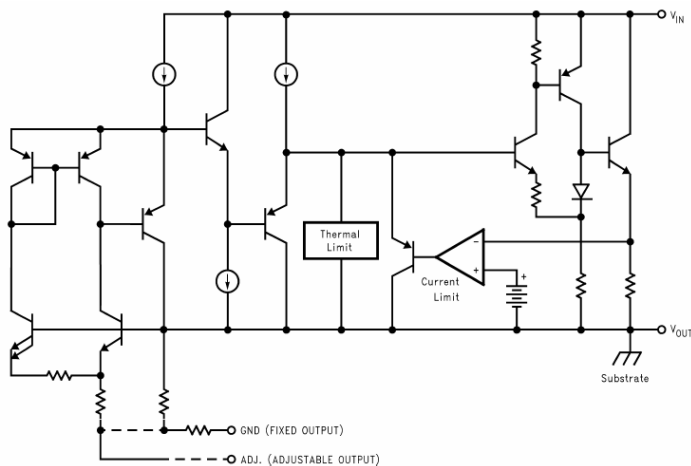 VIN
Thermal
Limit
-
+
Current
Limit
+
VOUT
Substrate
GND (FIXED OUTPUT)
ADJ. (ADJUSTABLE OUTPUT)